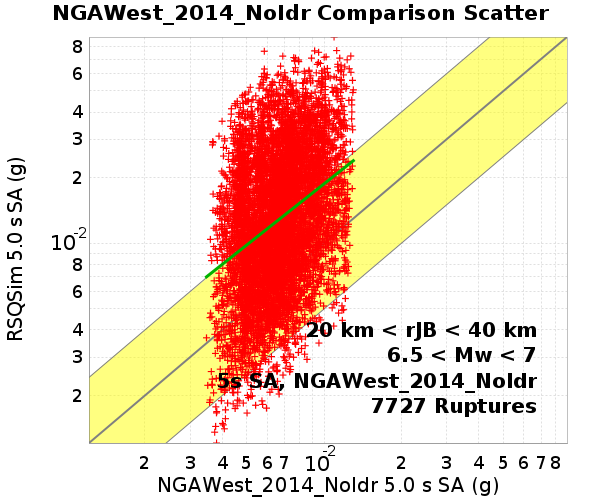 NGAWest_2014_NoIdr Comparison Scatter
8
6
4
3
2
10-2
8
6
4
3
2
RSQSim 5.0 s SA (g)
20 km < rJB < 40 km
6.5 < Mw < 7
5s SA, NGAWest_2014_NoIdr
7727 Ruptures
2 3 4 5 6 7 10-2 2 3 4 5 6 7 8
NGAWest_2014_NoIdr 5.0 s SA (g)